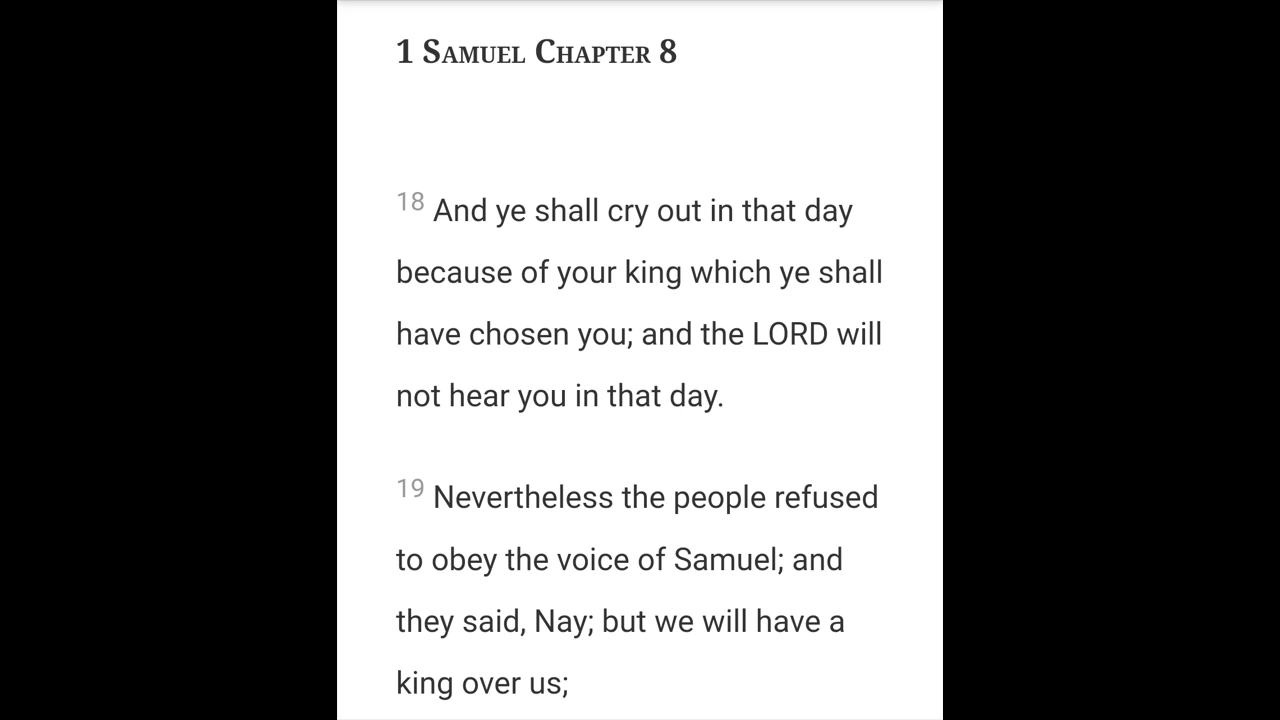 1 Samuel Chapter 8
18 And ye shall cry out in that day
because of your king which ye shall
have chosen you; and the LORD will
not hear you in that day.
19 Nevertheless the people refused
to obey the voice of Samuel; and
they said, Nay; but we will have a
king over us;